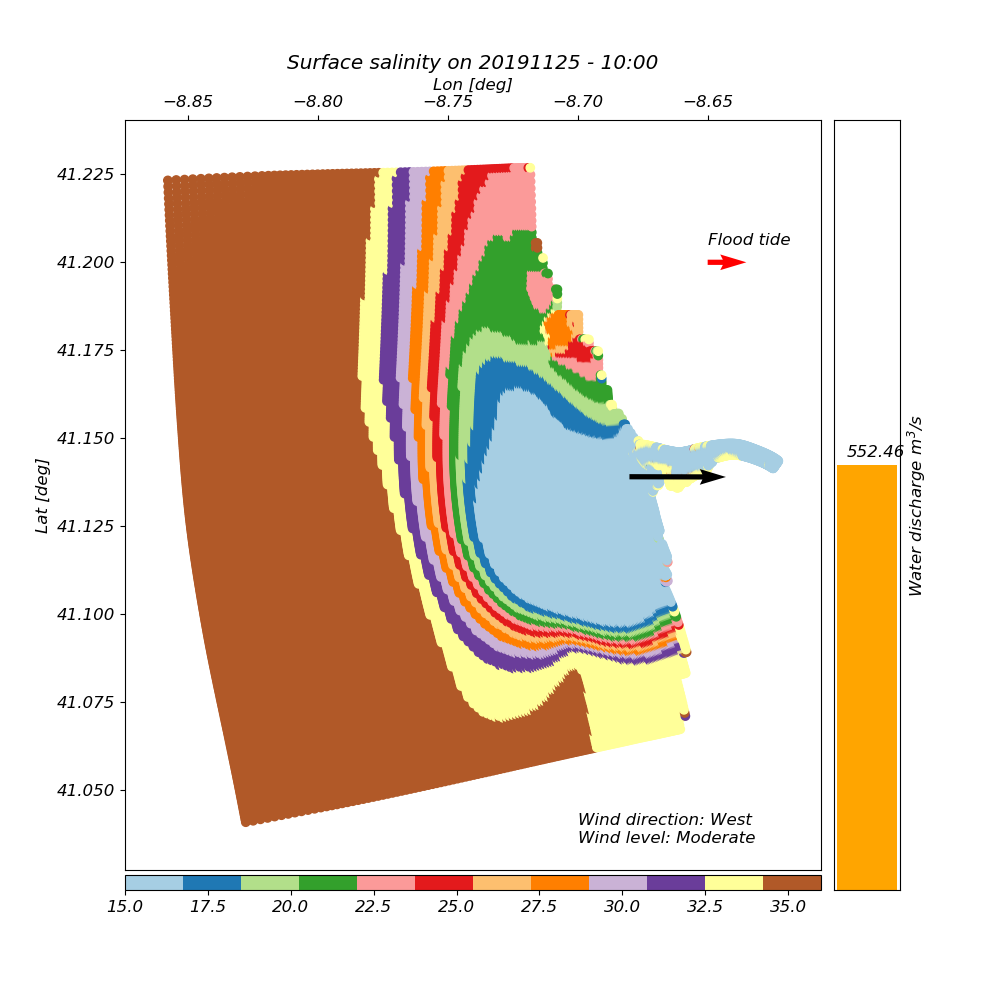 Surface salinity on 20191125 - 10:00
Lon [deg]
−8.85 −8.80 −8.75 −8.70 −8.65
41.225
41.200
41.175
41.150
41.125
41.100
41.075
41.050
Lat [deg]
Flood tide
Wind direction: West
Wind level: Moderate
552.46
Water discharge m³/s
15.0 17.5 20.0 22.5 25.0 27.5 30.0 32.5 35.0